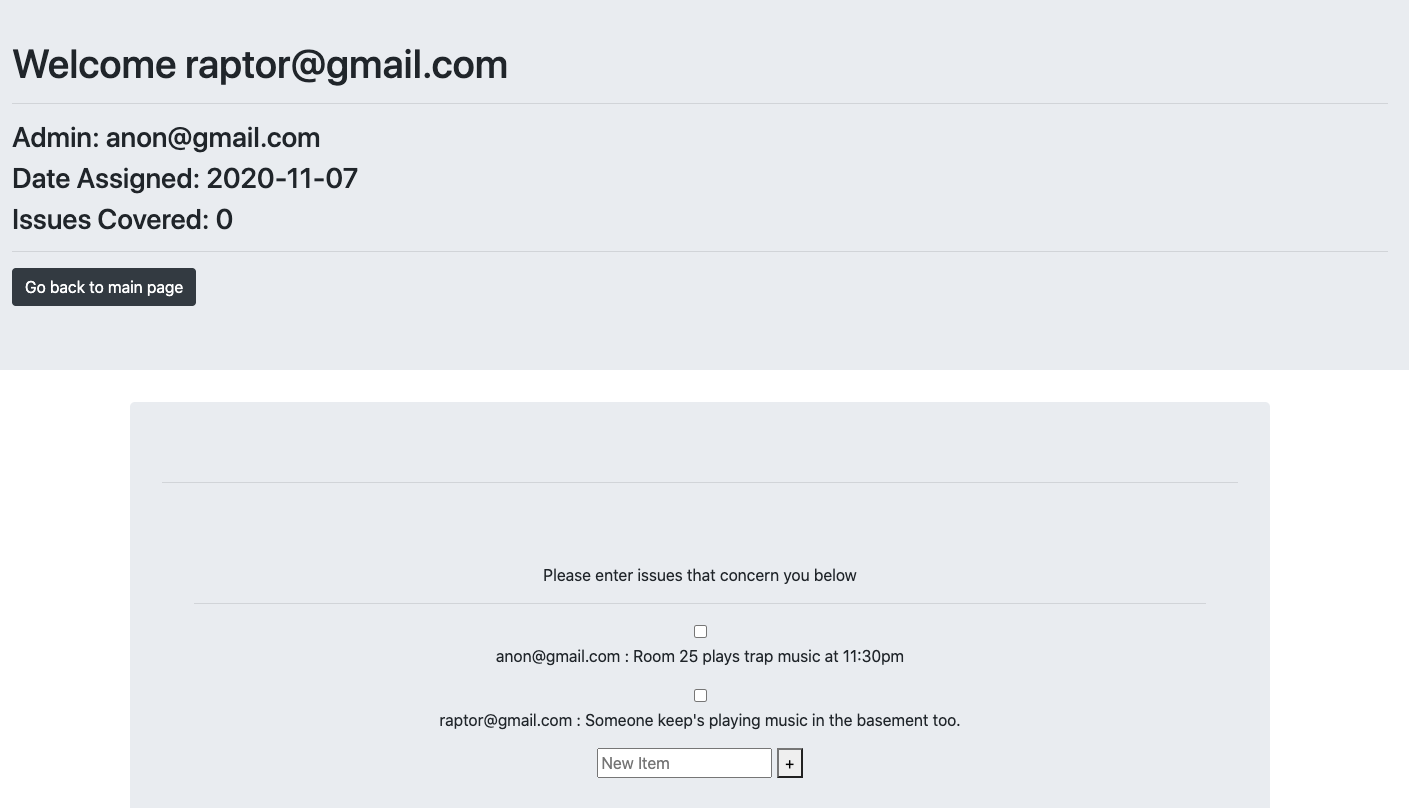 Welcome raptor@gmail.com
Admin: anon@gmail.com
Date Assigned: 2020-11-07
Issues Covered: 0
Go back to main page
Please enter issues that concern you below
anon@gmail.com : Room 25 plays trap music at 11:30pm
raptor@gmail.com : Someone keep's playing music in the basement too.
New Item +